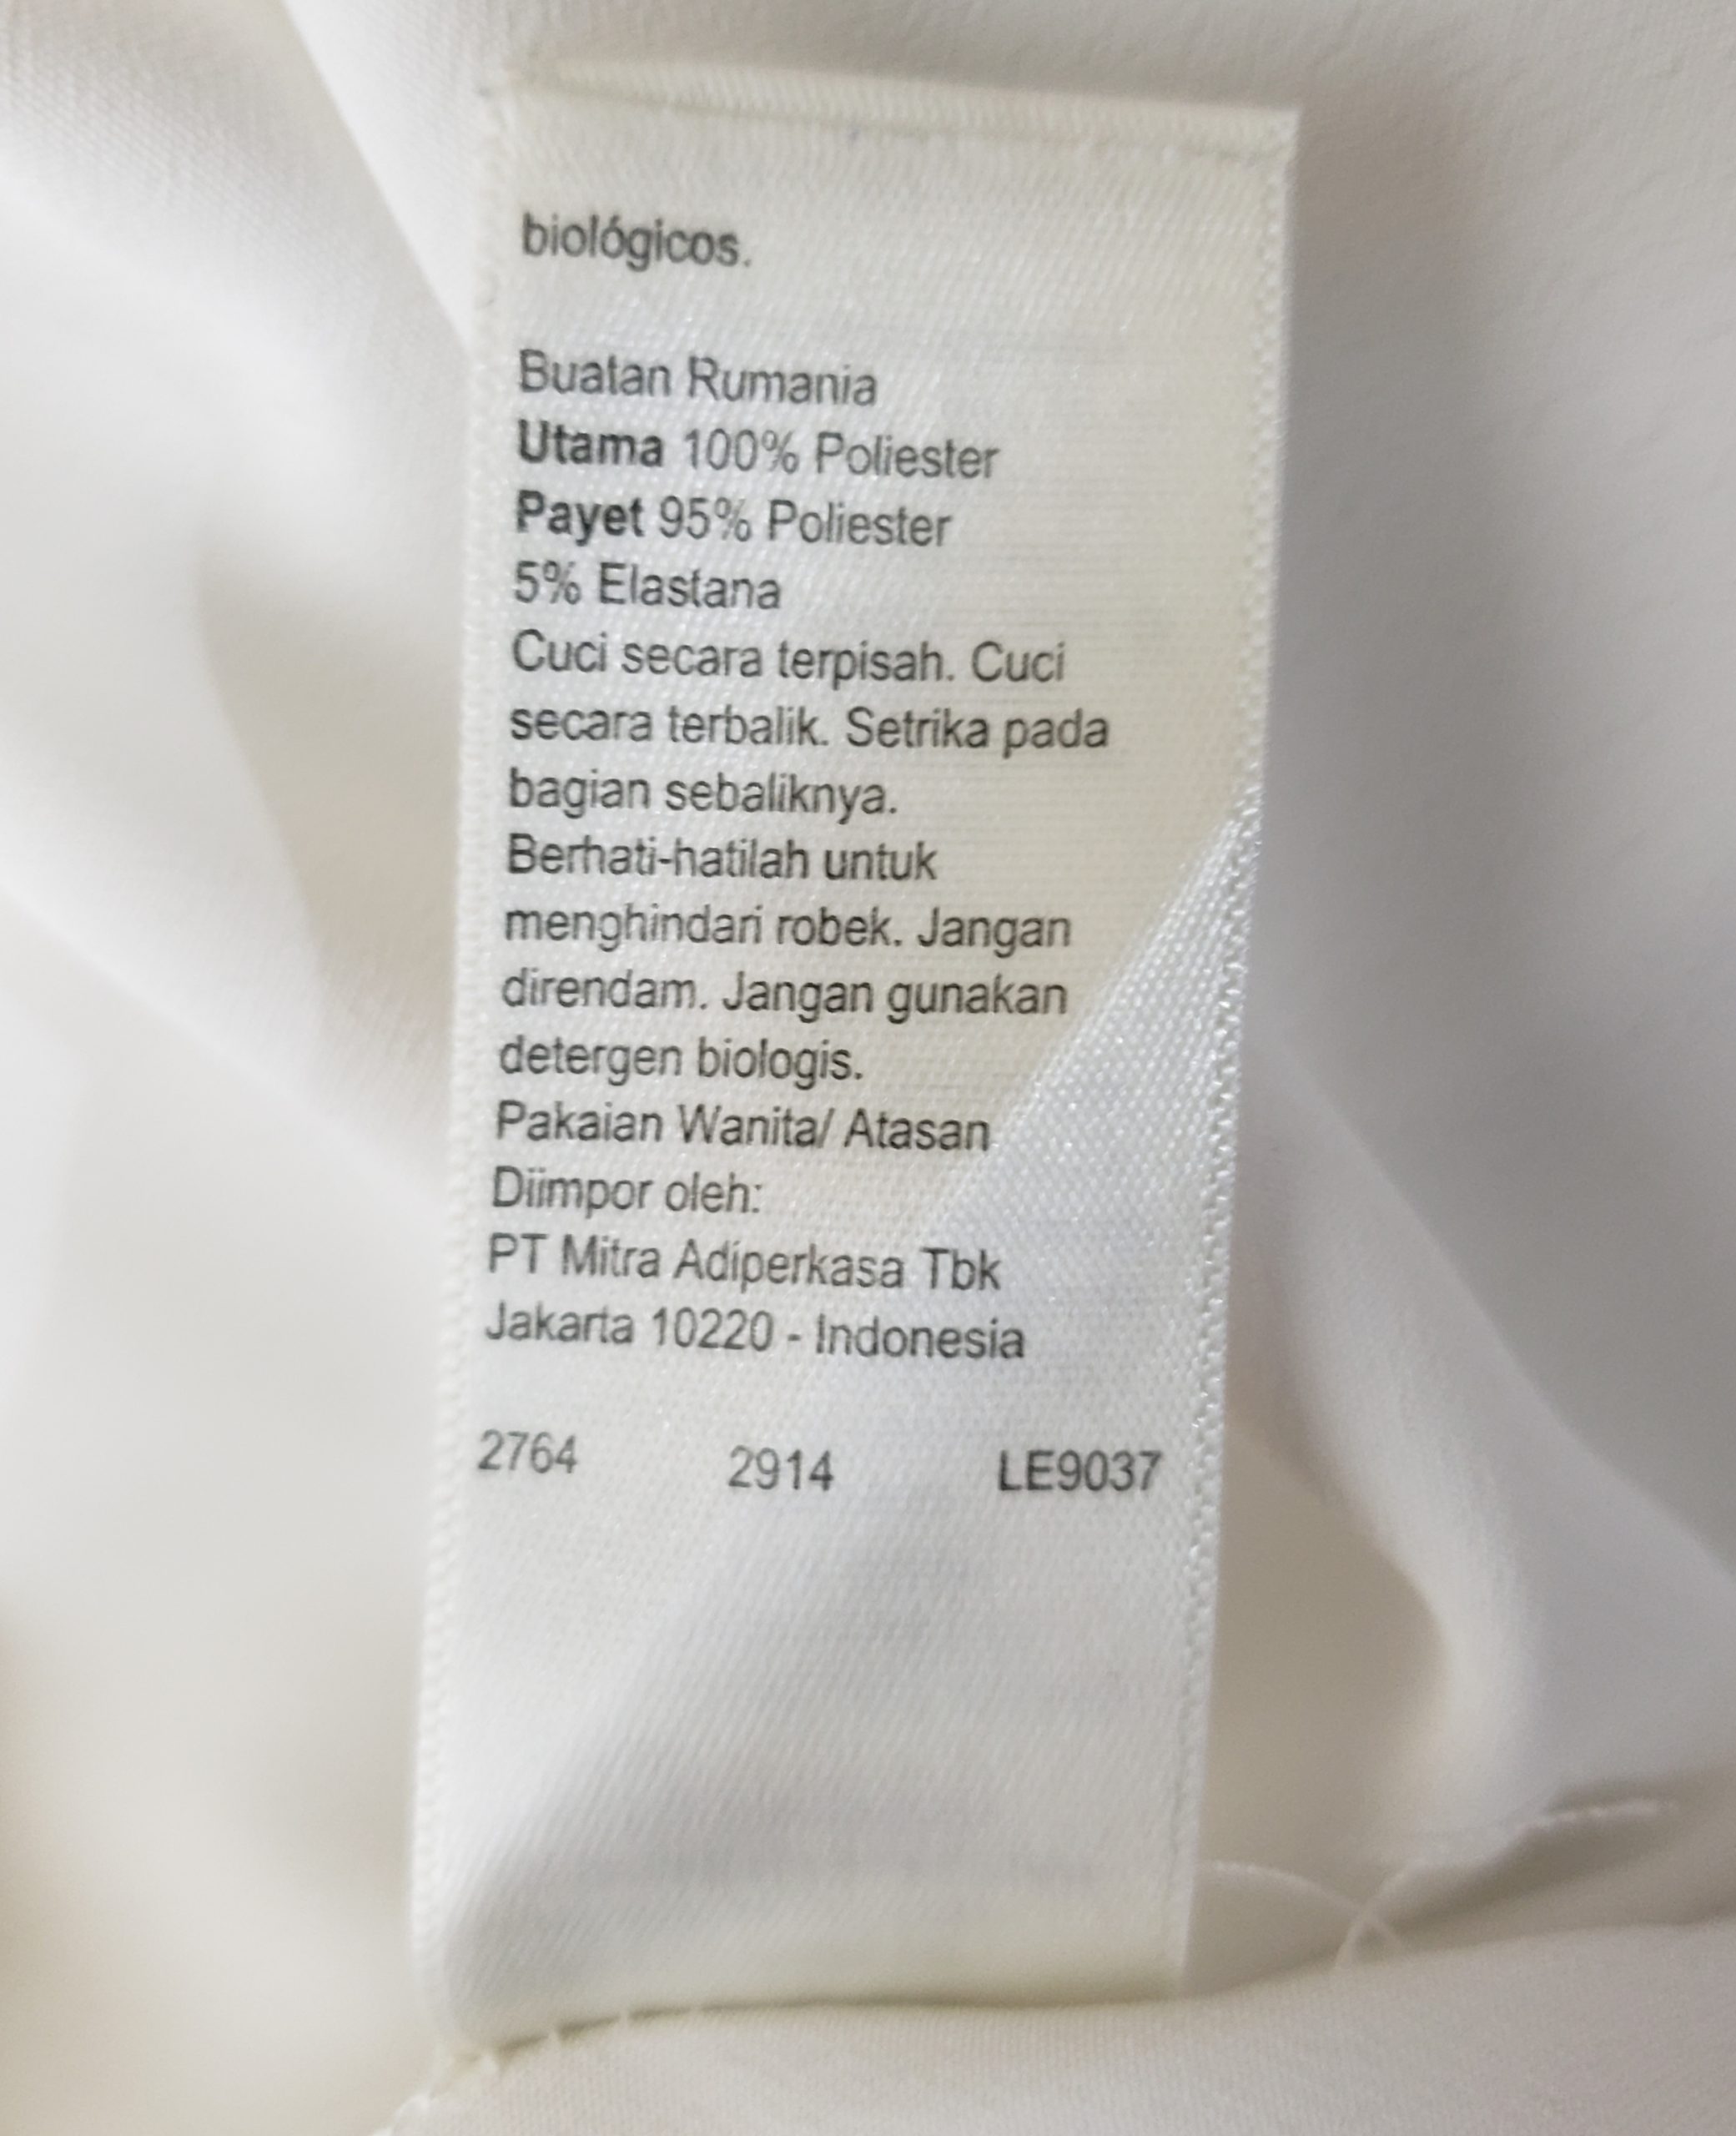 biológicos.
Buatan Rumania
Utama 100% Poliester
Payet 95% Poliester
5% Elastana
Cuci secara terpisah. Cuci
secara terbalik. Setrika pada
bagian sebaliknya.
Berhati-hatilah untuk
menghindari robek. Jangan
direndam. Jangan gunakan
detergen biologis.
Pakaian Wanita/ Atasan
Diimpor oleh:
PT Mitra Adiperkasa Tbk
Jakarta 10220 - Indonesia
2764 2914 LE9037